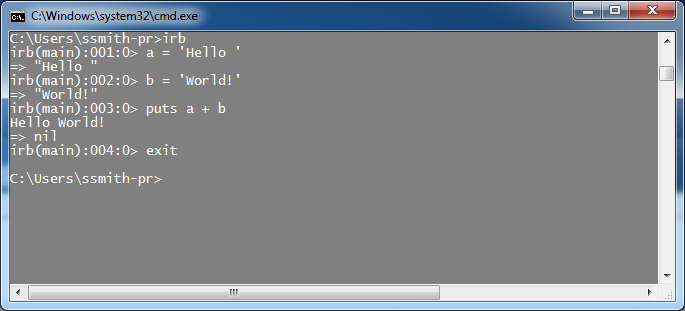 C:\Windows\system32\cmd.exe
C:\Users\ssmith-pr>irb
irb(main):001:0> a = 'Hello '
=> "Hello "
irb(main):002:0> b = 'World!'
=> "World!"
irb(main):003:0> puts a + b
Hello World!
=> nil
irb(main):004:0> exit
C:\Users\ssmith-pr>